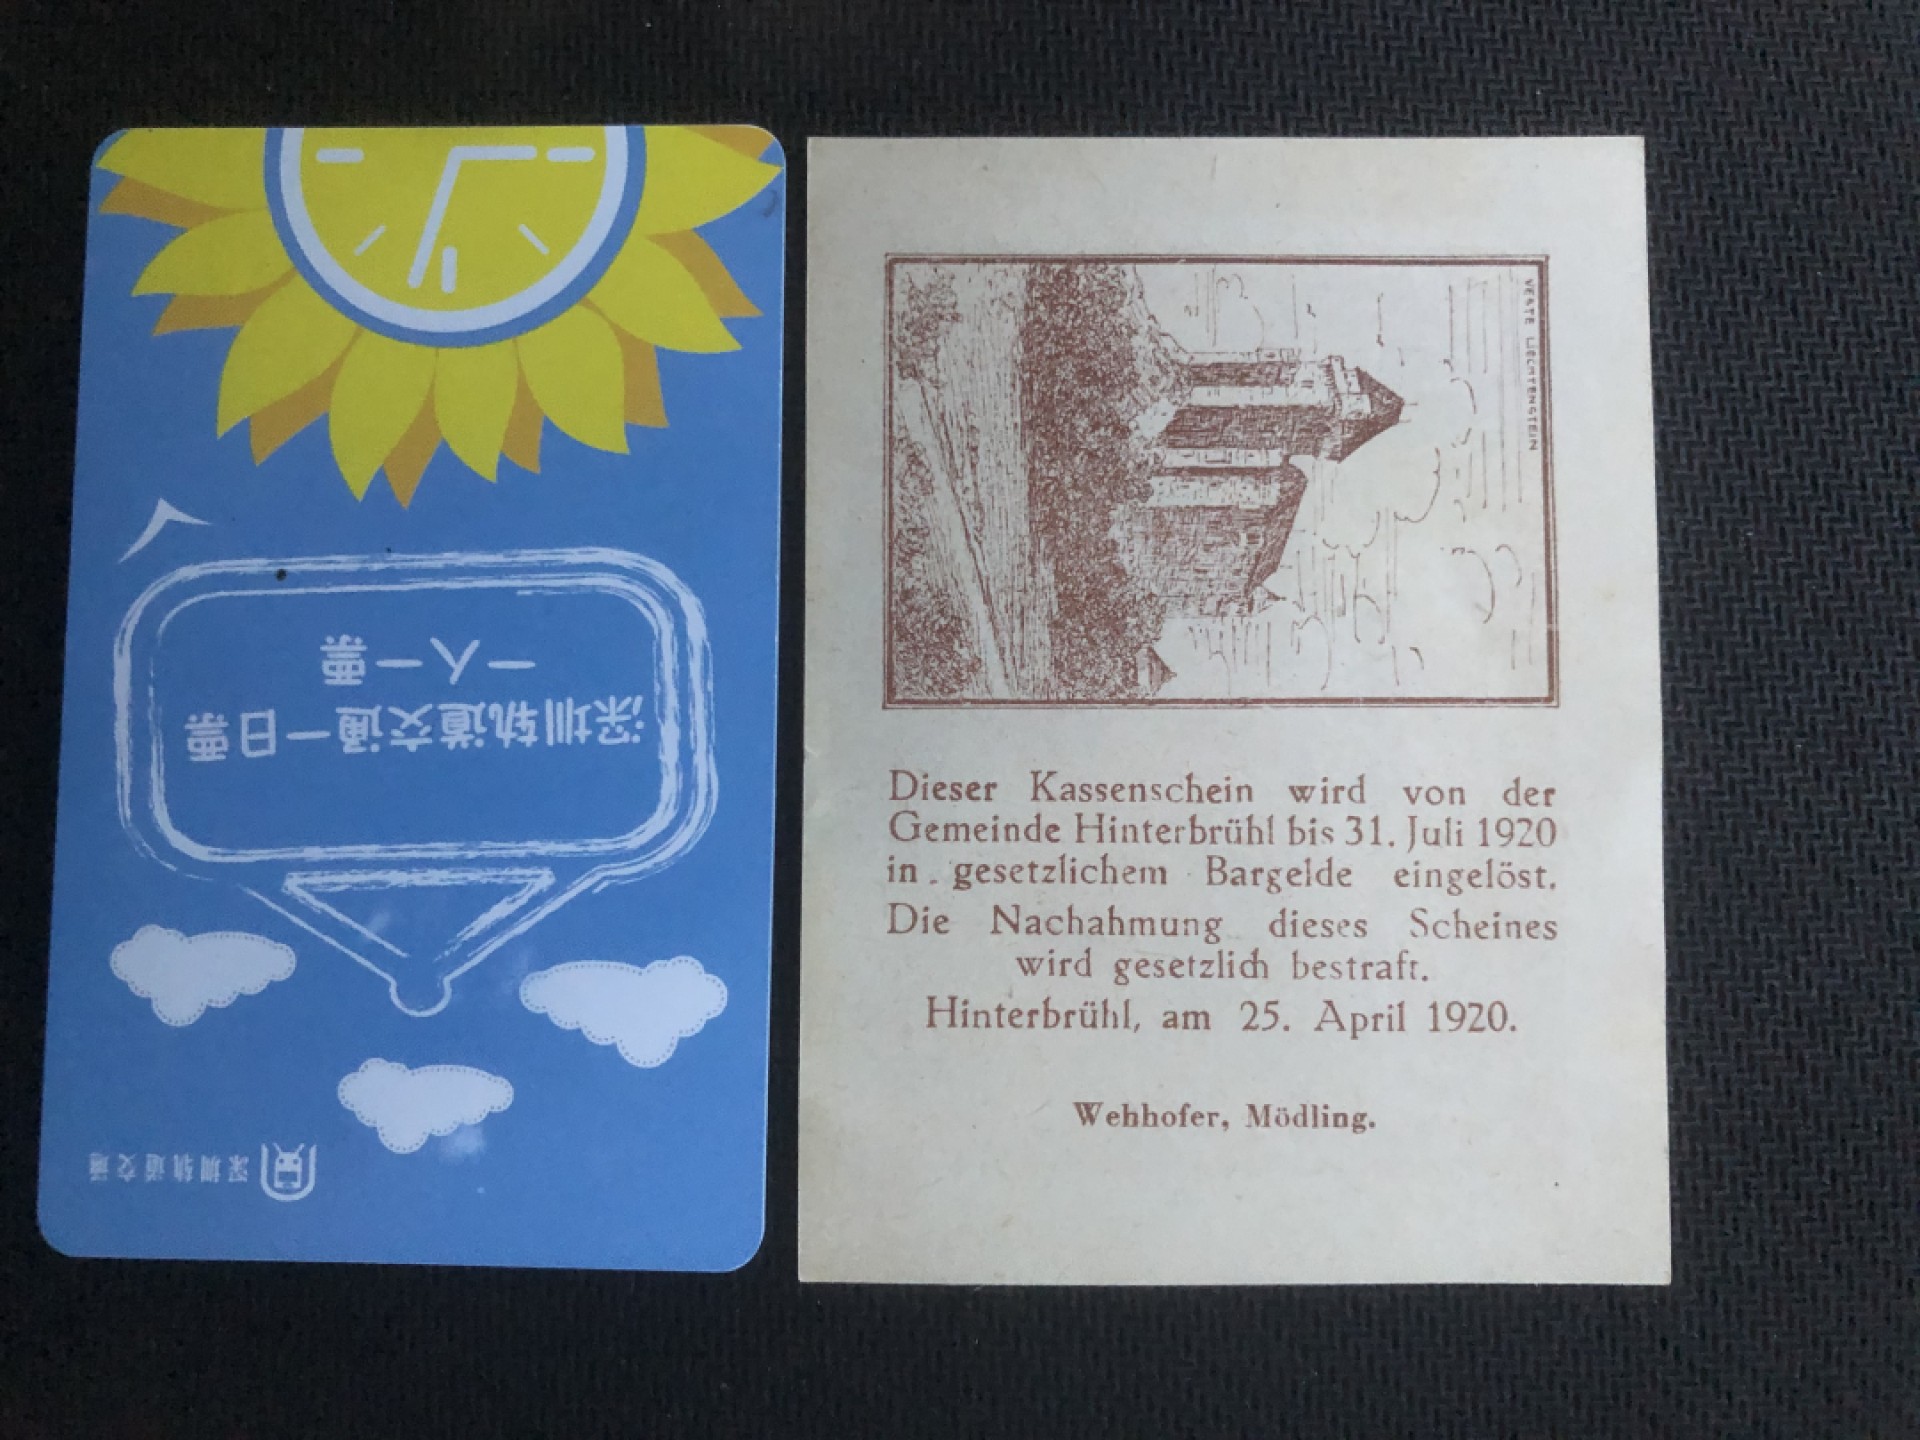 深圳轨道交通一日票
一人一票
深圳轨道交通
VESTE LIECHTENSTEIN
Dieser Kassenschein wird von der
Gemeinde Hinterbrühl bis 31. Juli 1920
in gesetzlichem Bargelde eingelöst.
Die Nachahmung dieses Scheines
wird gesetzlich bestraft.
Hinterbrühl, am 25. April 1920.
Wehhofer, Mödling.